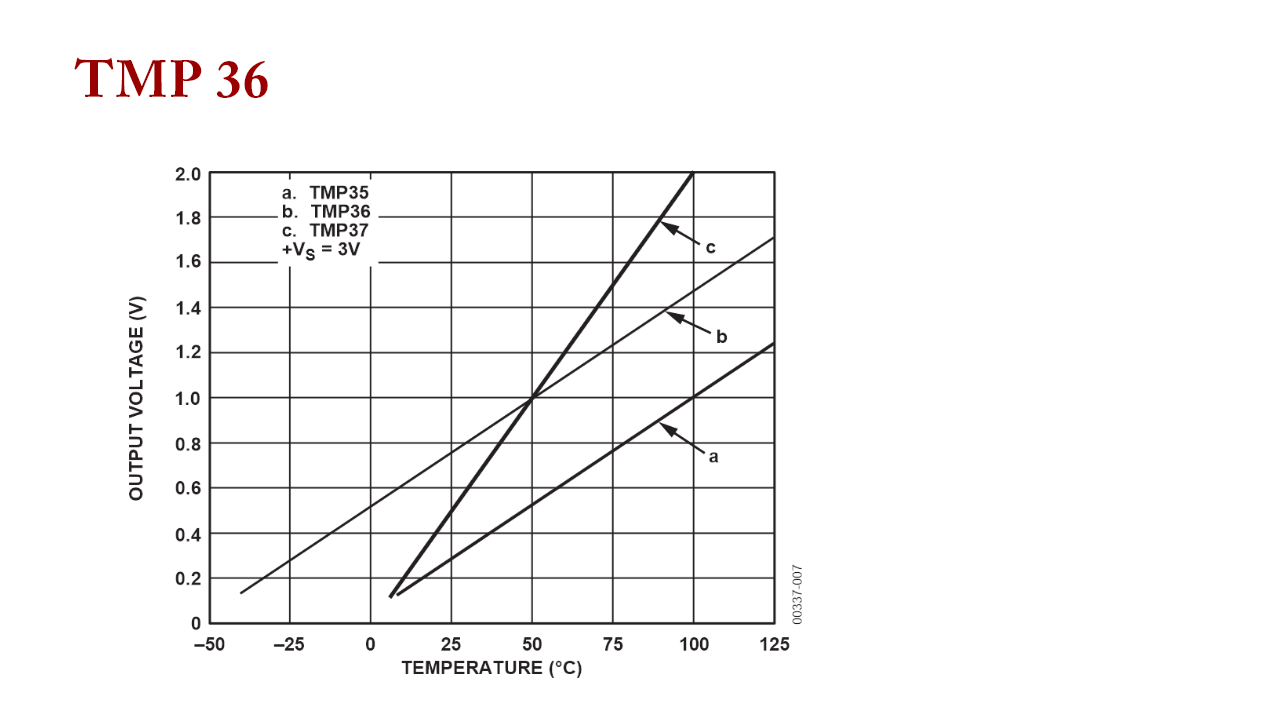 TMP 36
a. TMP35
b. TMP36
c. TMP37
+VS = 3V
2.0
1.8
1.6
1.4
1.2
1.0
0.8
0.6
0.4
0.2
0
OUTPUT VOLTAGE (V)
c
b
a
–50 –25 0 25 50 75 100 125
TEMPERATURE (°C)
00337-007